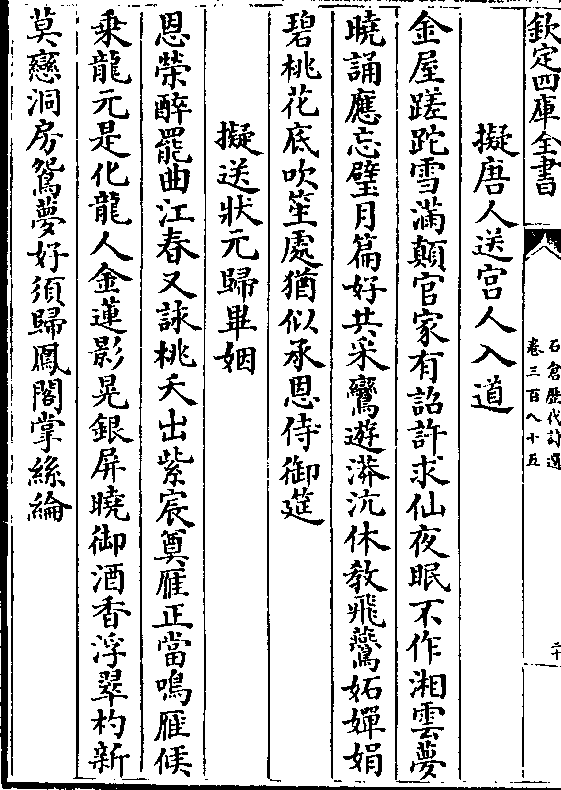 欽定四庫全書
石倉歷代詩選
卷三百八十五
二十
擬唐人送宫人入道
金屋蹉跎雪滿顛官家有詔許求仙夜眠不作湘雲夢
曉誦應忘璧月篇好共采鸞遊漭沆休教飛鷰妬嬋娟
碧桃花底吹笙處猶似承恩侍御筵
擬送狀元歸畢姻
恩榮醉罷曲江春又詠桃夭出紫宸奠雁正當鳴雁候
乗龍元是化龍人金蓮影晃銀屏曉御酒香浮翠杓新
莫戀洞房鴛夢好須歸鳳閣掌絲綸